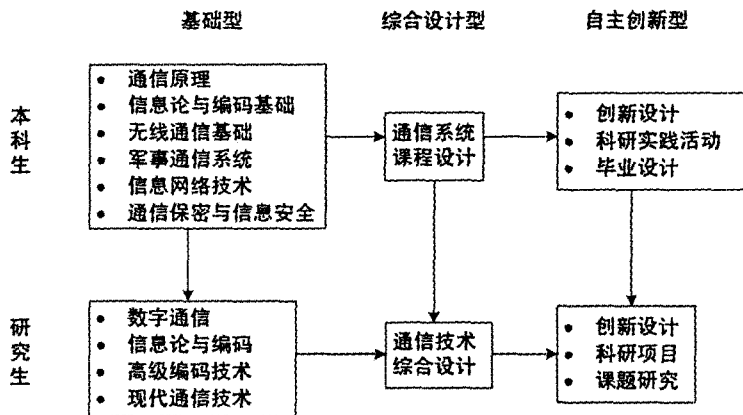 基础型 综合设计型 自主创新型
本科生
• 通信原理
• 信息论与编码基础
• 无线通信基础
• 军事通信系统
• 信息网络技术
• 通信保密与信息安全
通信系统
课程设计
• 创新设计
• 科研实践活动
• 毕业设计
研究生
• 数字通信
• 信息论与编码
• 高级编码技术
• 现代通信技术
通信技术
综合设计
• 创新设计
• 科研项目
• 课题研究